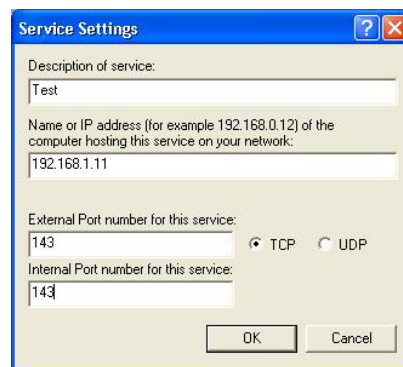 Service Settings
Description of service:
Test
Name or IP address (for example 192.168.0.12) of the
computer hosting this service on your network:
192.168.1.11
External Port number for this service:
143
TCP
UDP
Internal Port number for this service:
143
OK
Cancel